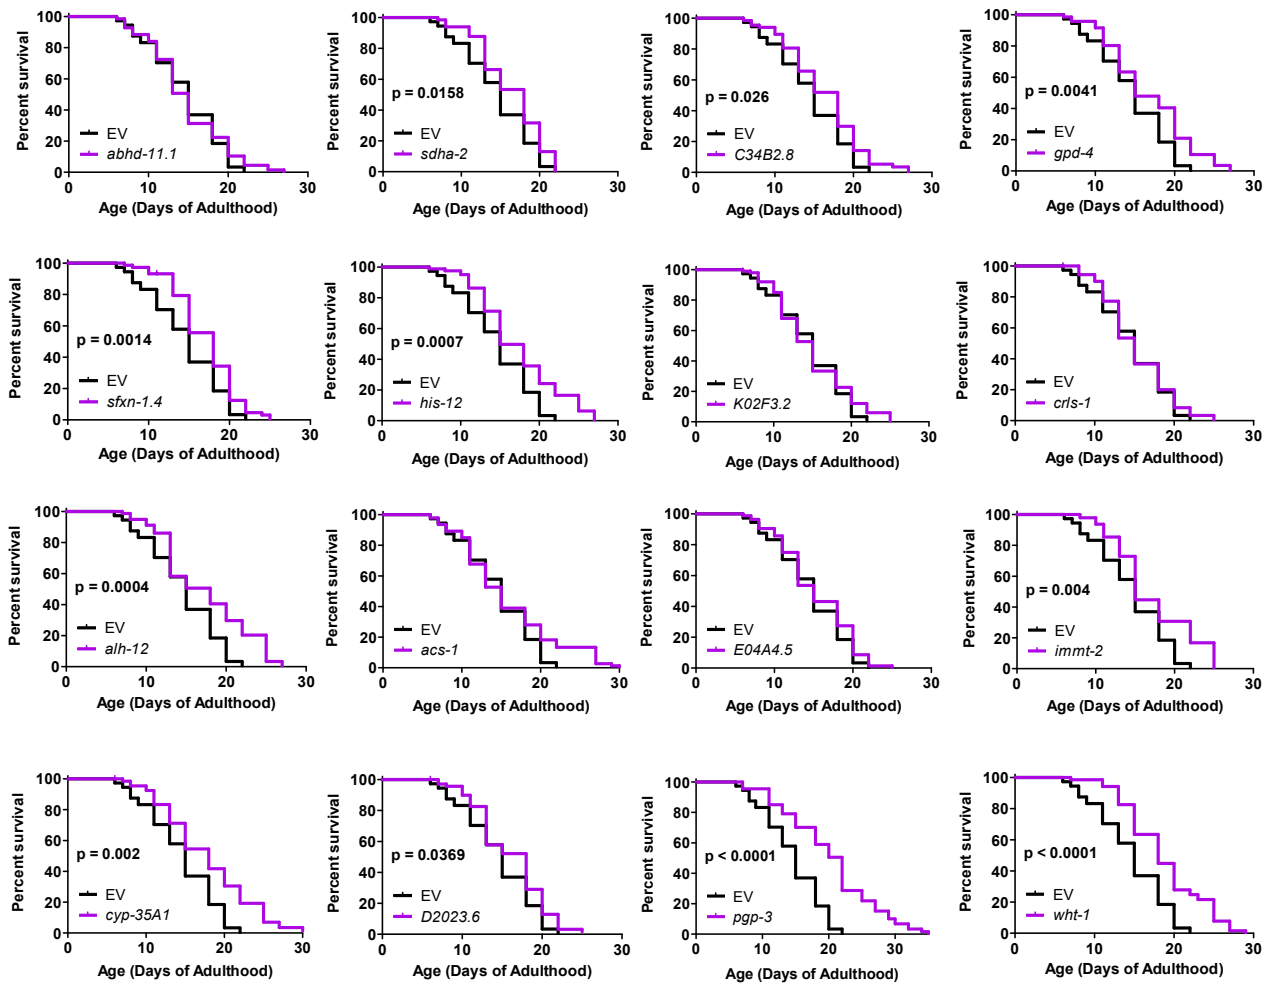 Percent survival
100
80
60
40
20
0
EV
abhd-11.1
0 10 20 30
Age (Days of Adulthood)
Percent survival
100
80
60
40
20
0
p = 0.0158
EV
sdha-2
0 10 20 30
Age (Days of Adulthood)
Percent survival
100
80
60
40
20
0
p = 0.026
EV
C34B2.8
0 10 20 30
Age (Days of Adulthood)
Percent survival
100
80
60
40
20
0
p = 0.0041
EV
gpd-4
0 10 20 30
Age (Days of Adulthood)
Percent survival
100
80
60
40
20
0
p = 0.0014
EV
sfxn-1.4
0 10 20 30
Age (Days of Adulthood)
Percent survival
100
80
60
40
20
0
p = 0.0007
EV
his-12
0 10 20 30
Age (Days of Adulthood)
Percent survival
100
80
60
40
20
0
EV
K02F3.2
0 10 20 30
Age (Days of Adulthood)
Percent survival
100
80
60
40
20
0
EV
crls-1
0 10 20 30
Age (Days of Adulthood)
Percent survival
100
80
60
40
20
0
p = 0.0004
EV
alh-12
0 10 20 30
Age (Days of Adulthood)
Percent survival
100
80
60
40
20
0
EV
acs-1
0 10 20 30
Age (Days of Adulthood)
Percent survival
100
80
60
40
20
0
EV
E04A4.5
0 10 20 30
Age (Days of Adulthood)
Percent survival
100
80
60
40
20
0
p = 0.004
EV
immt-2
0 10 20 30
Age (Days of Adulthood)
Percent survival
100
80
60
40
20
0
p = 0.002
EV
cyp-35A1
0 10 20 30
Age (Days of Adulthood)
Percent survival
100
80
60
40
20
0
p = 0.0369
EV
D2023.6
0 10 20 30
Age (Days of Adulthood)
Percent survival
100
80
60
40
20
0
p < 0.0001
EV
pgp-3
0 10 20 30
Age (Days of Adulthood)
Percent survival
100
80
60
40
20
0
p < 0.0001
EV
wht-1
0 10 20 30
Age (Days of Adulthood)